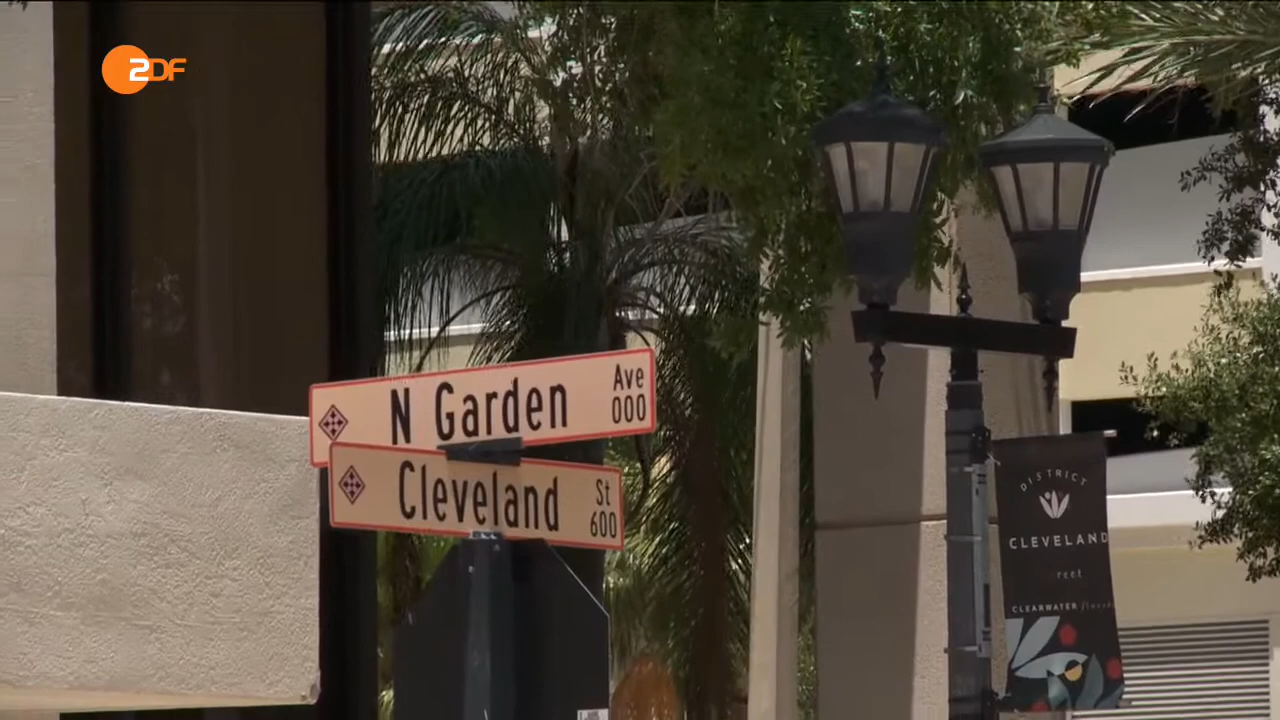 2DF
N Garden Ave 000
Cleveland St 600
DISTRICT
CLEVELAND
reet
CLEARWATER